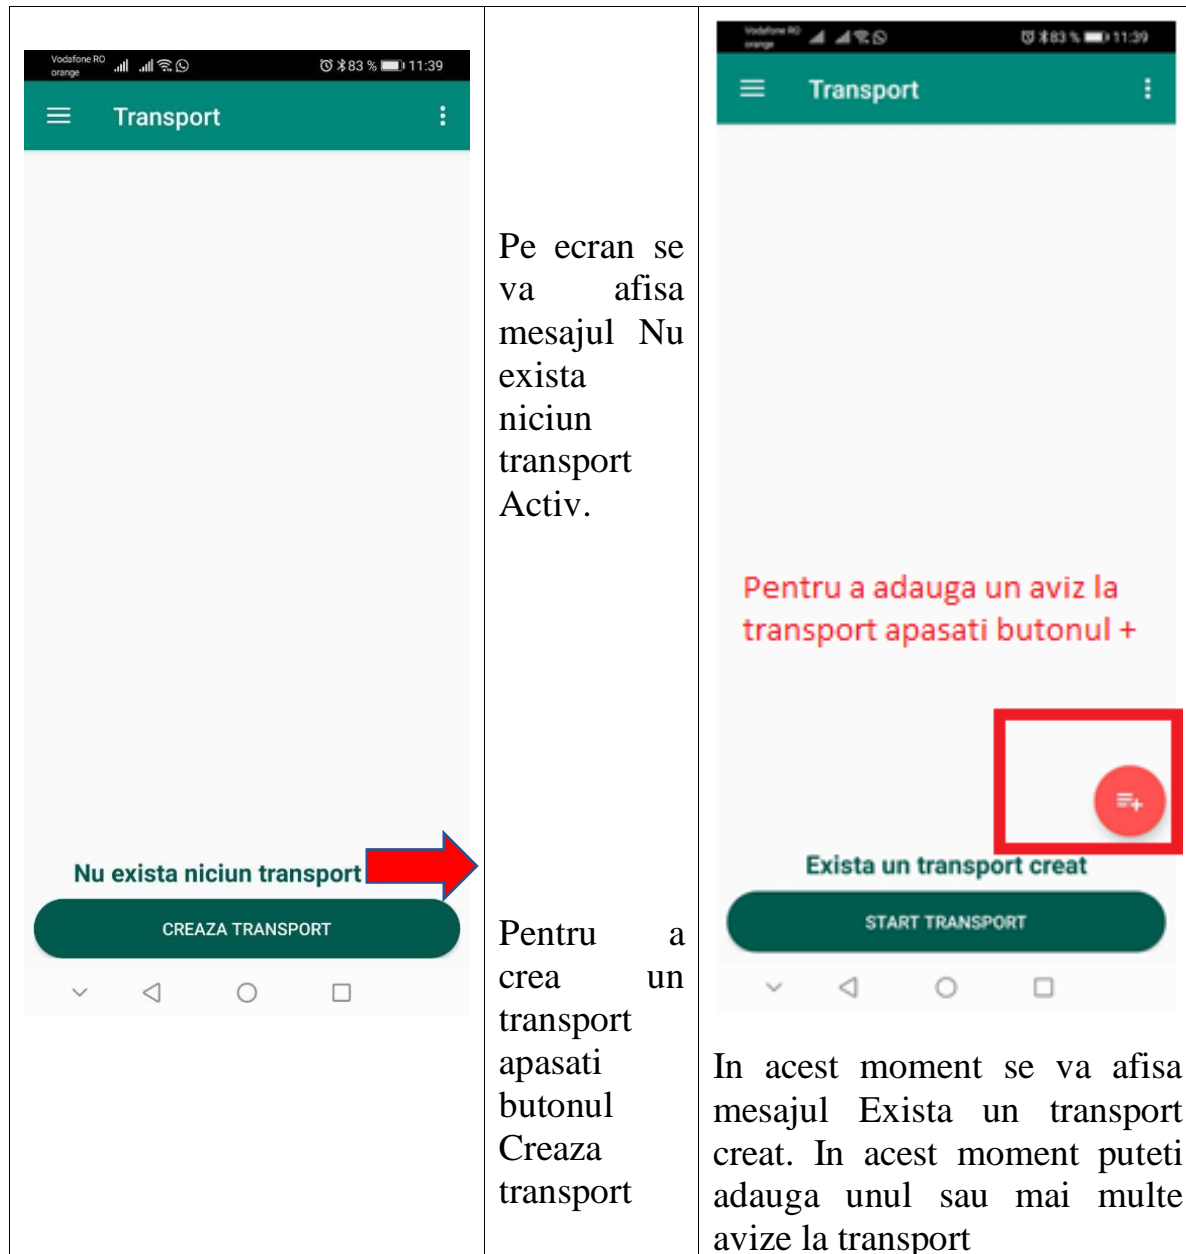 Vodafone RO
orange
83 % 11:39
Transport
Nu exista niciun transport
CREAZA TRANSPORT
Pe ecran se
va afisa
mesajul Nu
exista
niciun
transport
Activ.
Pentru a
crea un
transport
apasati
butonul
Creaza
transport
Vodafone RO
orange
83 % 11:39
Transport
Pentru a adauga un aviz la
transport apasati butonul +
Exista un transport creat
START TRANSPORT
In acest moment se va afisa
mesajul Exista un transport
creat. In acest moment puteti
adauga unul sau mai multe
avize la transport